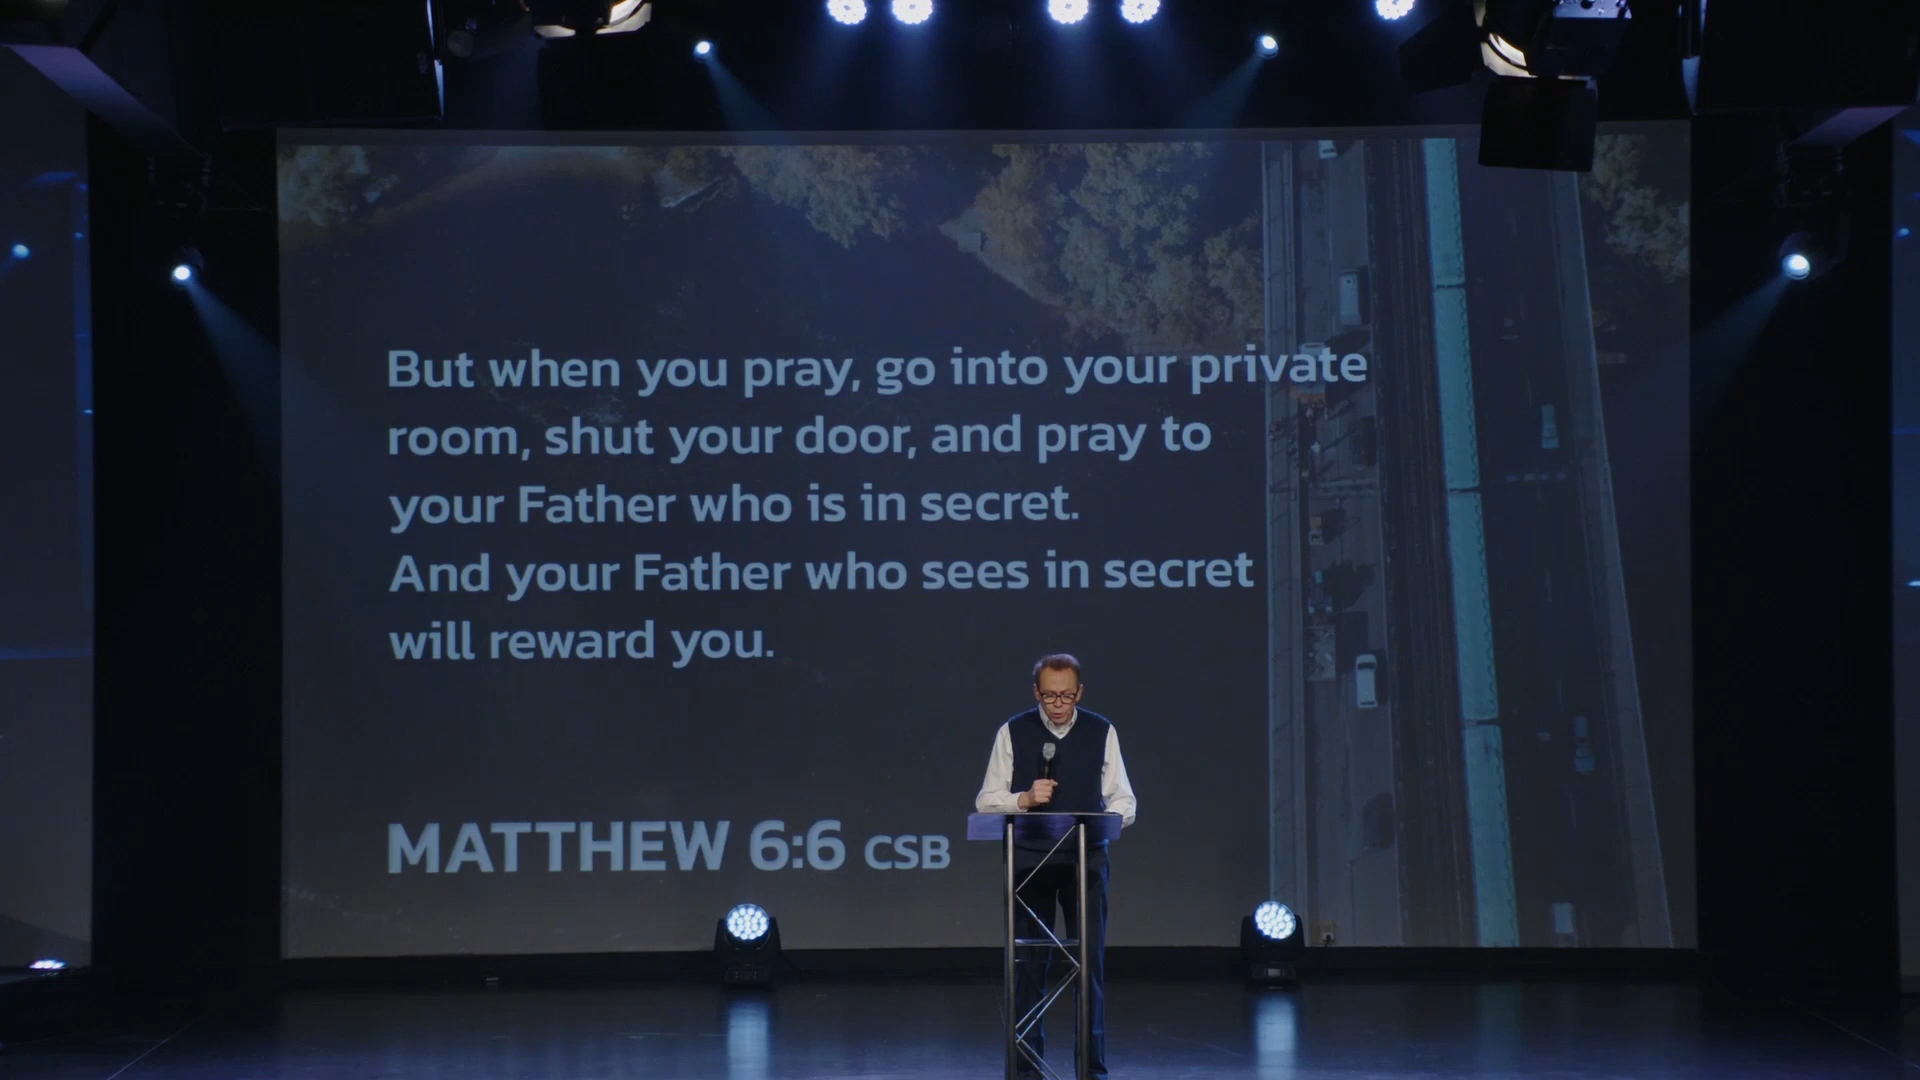 But when you pray, go into your private
room, shut your door, and pray to
your Father who is in secret.
And your Father who sees in secret
will reward you.
MATTHEW 6:6 CSB